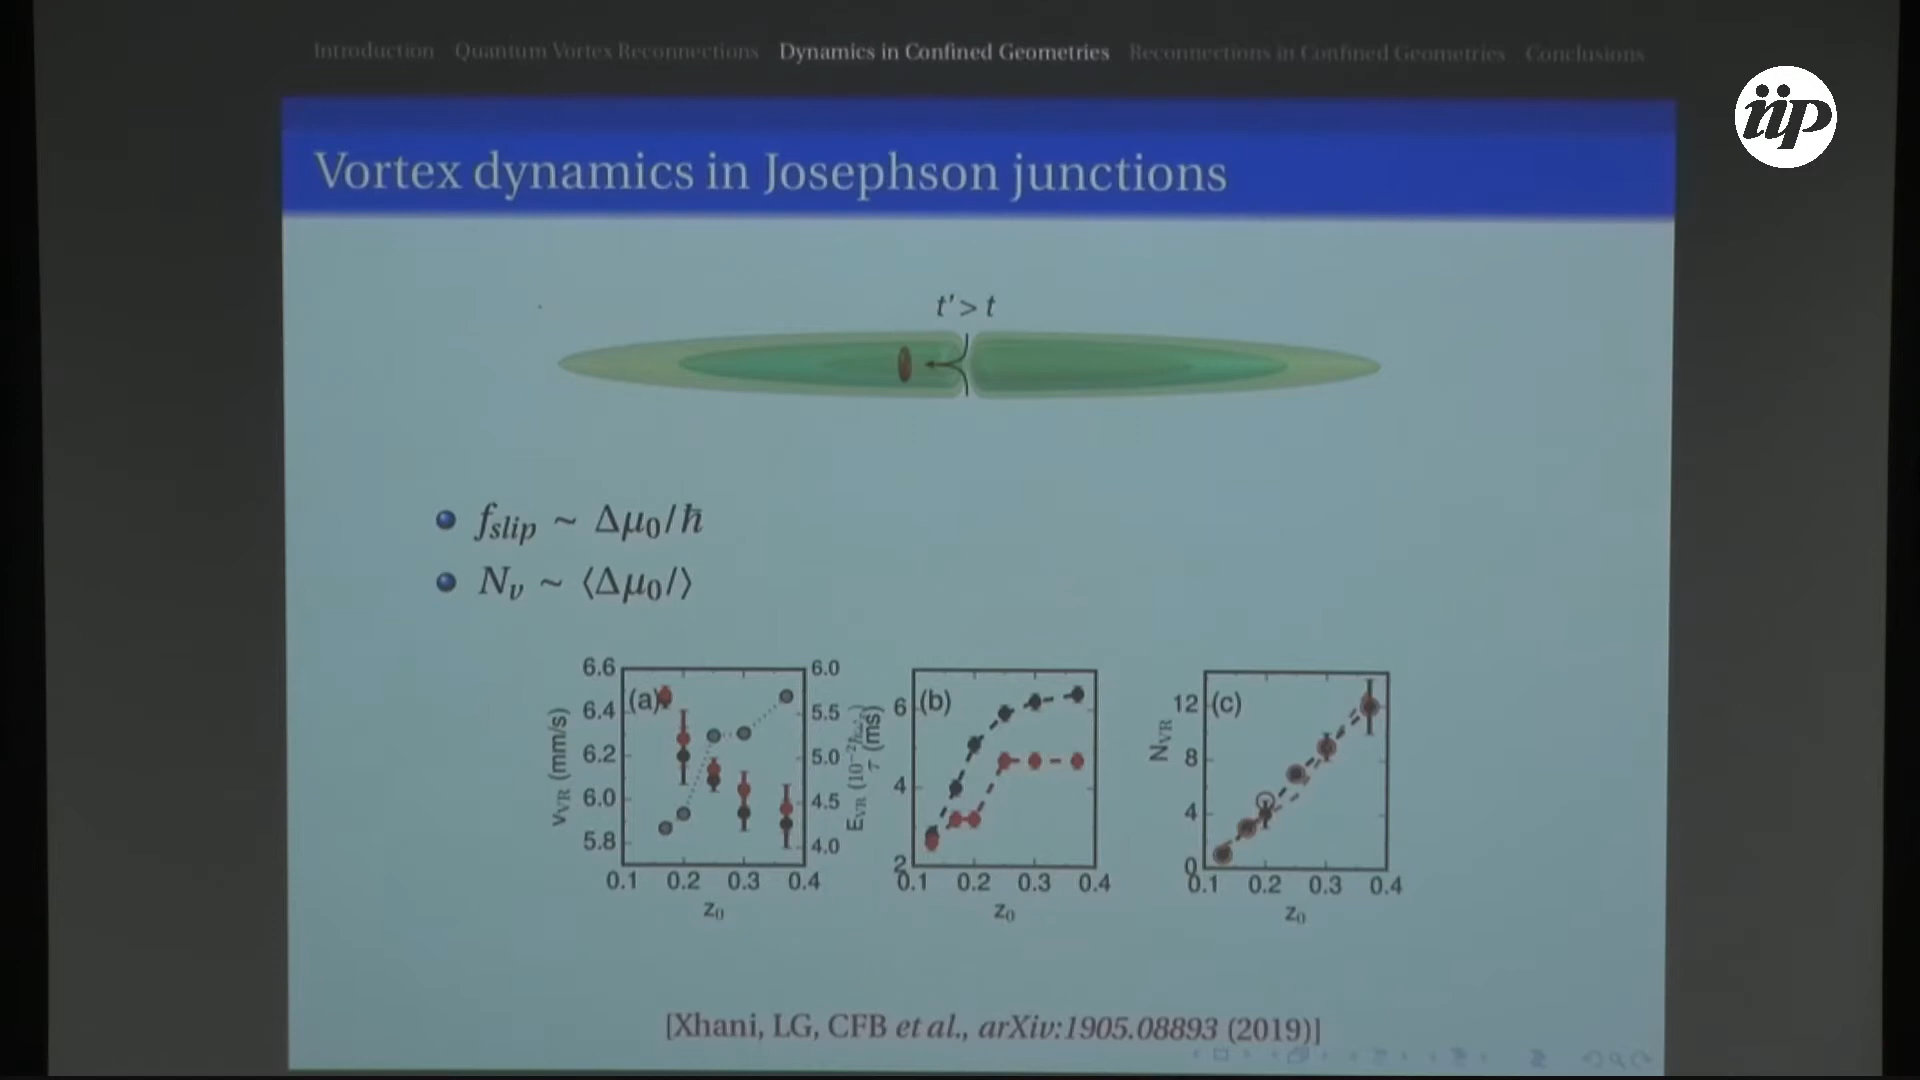 Introduction Quantum Vortex Reconnections Dynamics in Confined Geometries Reconnections in Confined Geometries Conclusions
iip
Vortex dynamics in Josephson junctions
t' > t
f_slip ~ Δμ₀/ħ
N_v ~ ⟨Δμ₀/⟩
(a)
6.6
6.4
6.2
6.0
5.8
v_VR (mm/s)
6.0
5.5
5.0
4.5
4.0
E_VR (10⁻²ħω
0.1 0.2 0.3 0.4
z₀
(b)
τ (ms)
6
4
2
0.1 0.2 0.3 0.4
z₀
(c)
N_VR
12
8
4
0
0.1 0.2 0.3 0.4
z₀
[Xhani, LG, CFB et al., arXiv:1905.08893 (2019)]